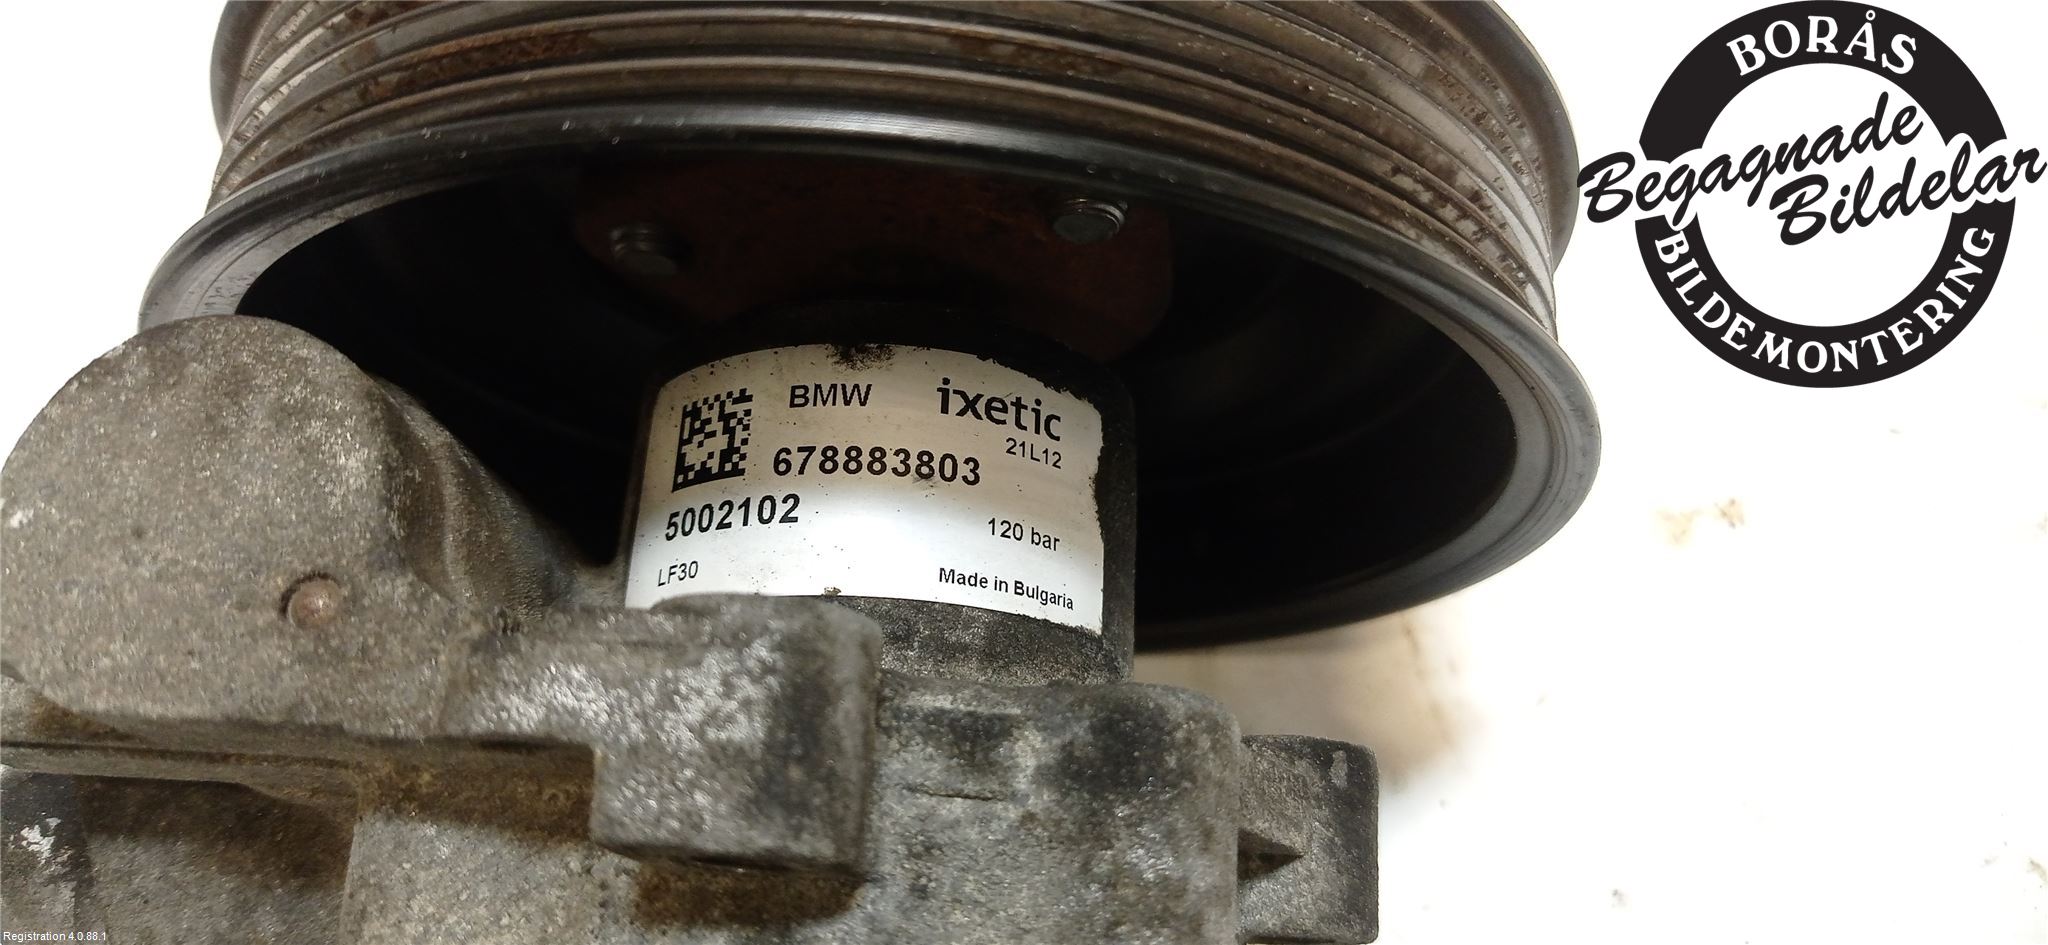 BMW ixetic
21L12
678883803
5002102
120 bar
LF30
Made in Bulgaria
BORÅS
Begagnade
Bildelar
BILDEMONTERING
Registration 4.0.88.1